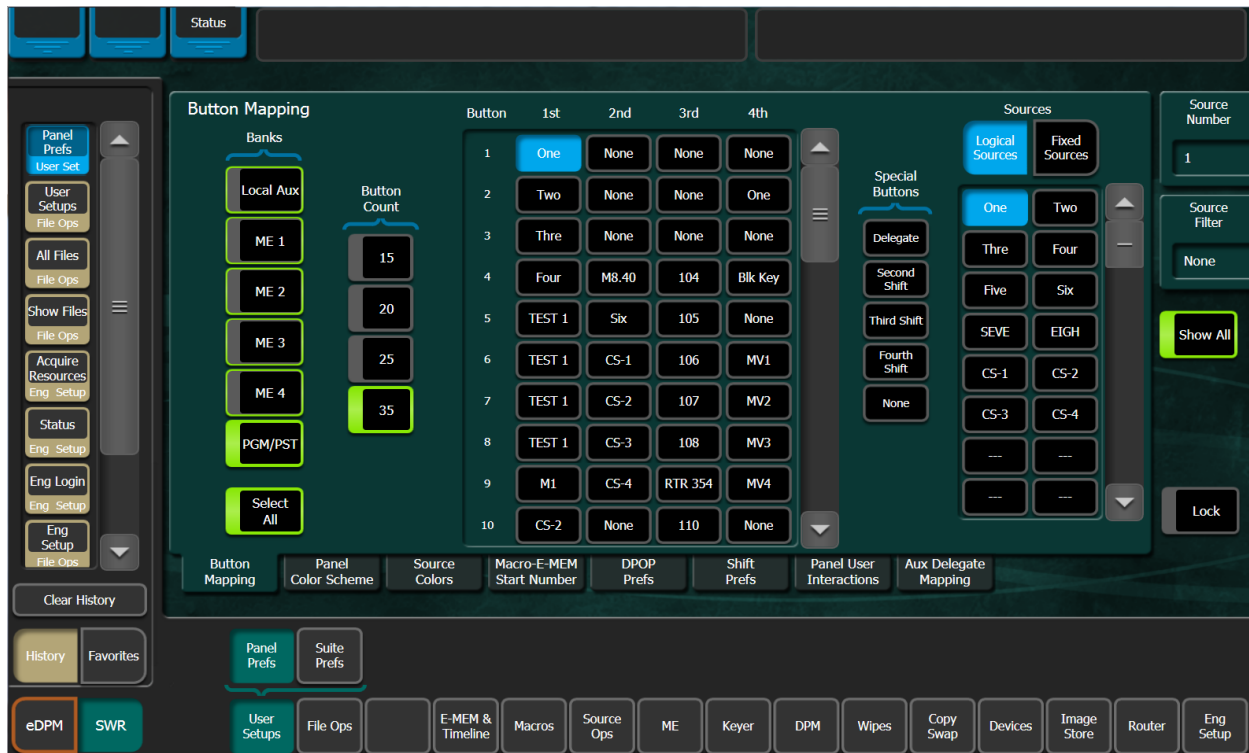 Status
Button Mapping
Banks
Local Aux
ME 1
ME 2
ME 3
ME 4
PGM/PST
Select
All
Button
Count
15
20
25
35
Button 1st 2nd 3rd 4th
1 One None None None
2 Two None None One
3 Thre None None None
4 Four M8.40 104 Blk Key
5 TEST 1 Six 105 None
6 TEST 1 CS-1 106 MV1
7 TEST 1 CS-2 107 MV2
8 TEST 1 CS-3 108 MV3
9 M1 CS-4 RTR 354 MV4
10 CS-2 None 110 None
Special
Buttons
Delegate
Second
Shift
Third Shift
Fourth
Shift
None
Sources
Logical
Sources
Fixed
Sources
One Two
Thre Four
Five Six
SEVE EIGH
CS-1 CS-2
CS-3 CS-4
--- ---
--- ---
Source
Number
1
Source
Filter
None
Show All
Lock
Panel
Prefs
User Set
User
Setups
File Ops
All Files
File Ops
Show Files
File Ops
Acquire
Resources
Eng Setup
Status
Eng Setup
Eng Login
Eng Setup
Eng
Setup
File Ops
Clear History
History Favorites
eDPM SWR
Button
Mapping
Panel
Color Scheme
Source
Colors
Macro-E-MEM
Start Number
DPOP
Prefs
Shift
Prefs
Panel User
Interactions
Aux Delegate
Mapping
Panel
Prefs
Suite
Prefs
User
Setups
File Ops
E-MEM &
Timeline
Macros
Source
Ops
ME
Keyer
DPM
Wipes
Copy
Swap
Devices
Image
Store
Router
Eng
Setup